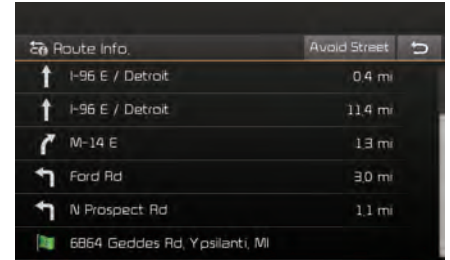 Route Info.
Avoid Street
I-96 E / Detroit 0.4 mi
I-96 E / Detroit 11.4 mi
M-14 E 1.3 mi
Ford Rd 3.0 mi
N Prospect Rd 1.1 mi
6864 Geddes Rd, Ypsilanti, MI